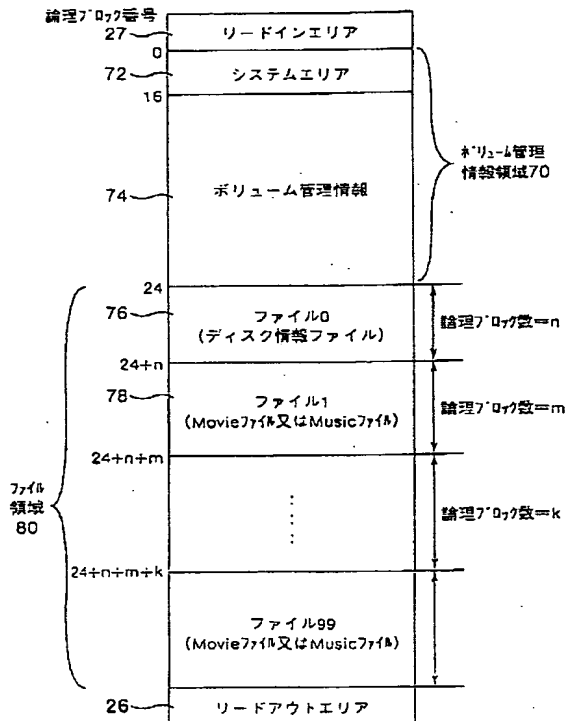 論理ブロック番号
27
リードインエリア
0
72
システムエリア
16
74
ボリューム管理情報
ボリューム管理
情報領域70
24
76
ファイル0
(ディスク情報ファイル)
論理ブロック数=n
24+n
78
ファイル1
(Movieファイル又はMusicファイル)
論理ブロック数=m
24+n+m
ファイル
領域
80
論理ブロック数=k
24+n+m+k
ファイル99
(Movieファイル又はMusicファイル)
26
リードアウトエリア